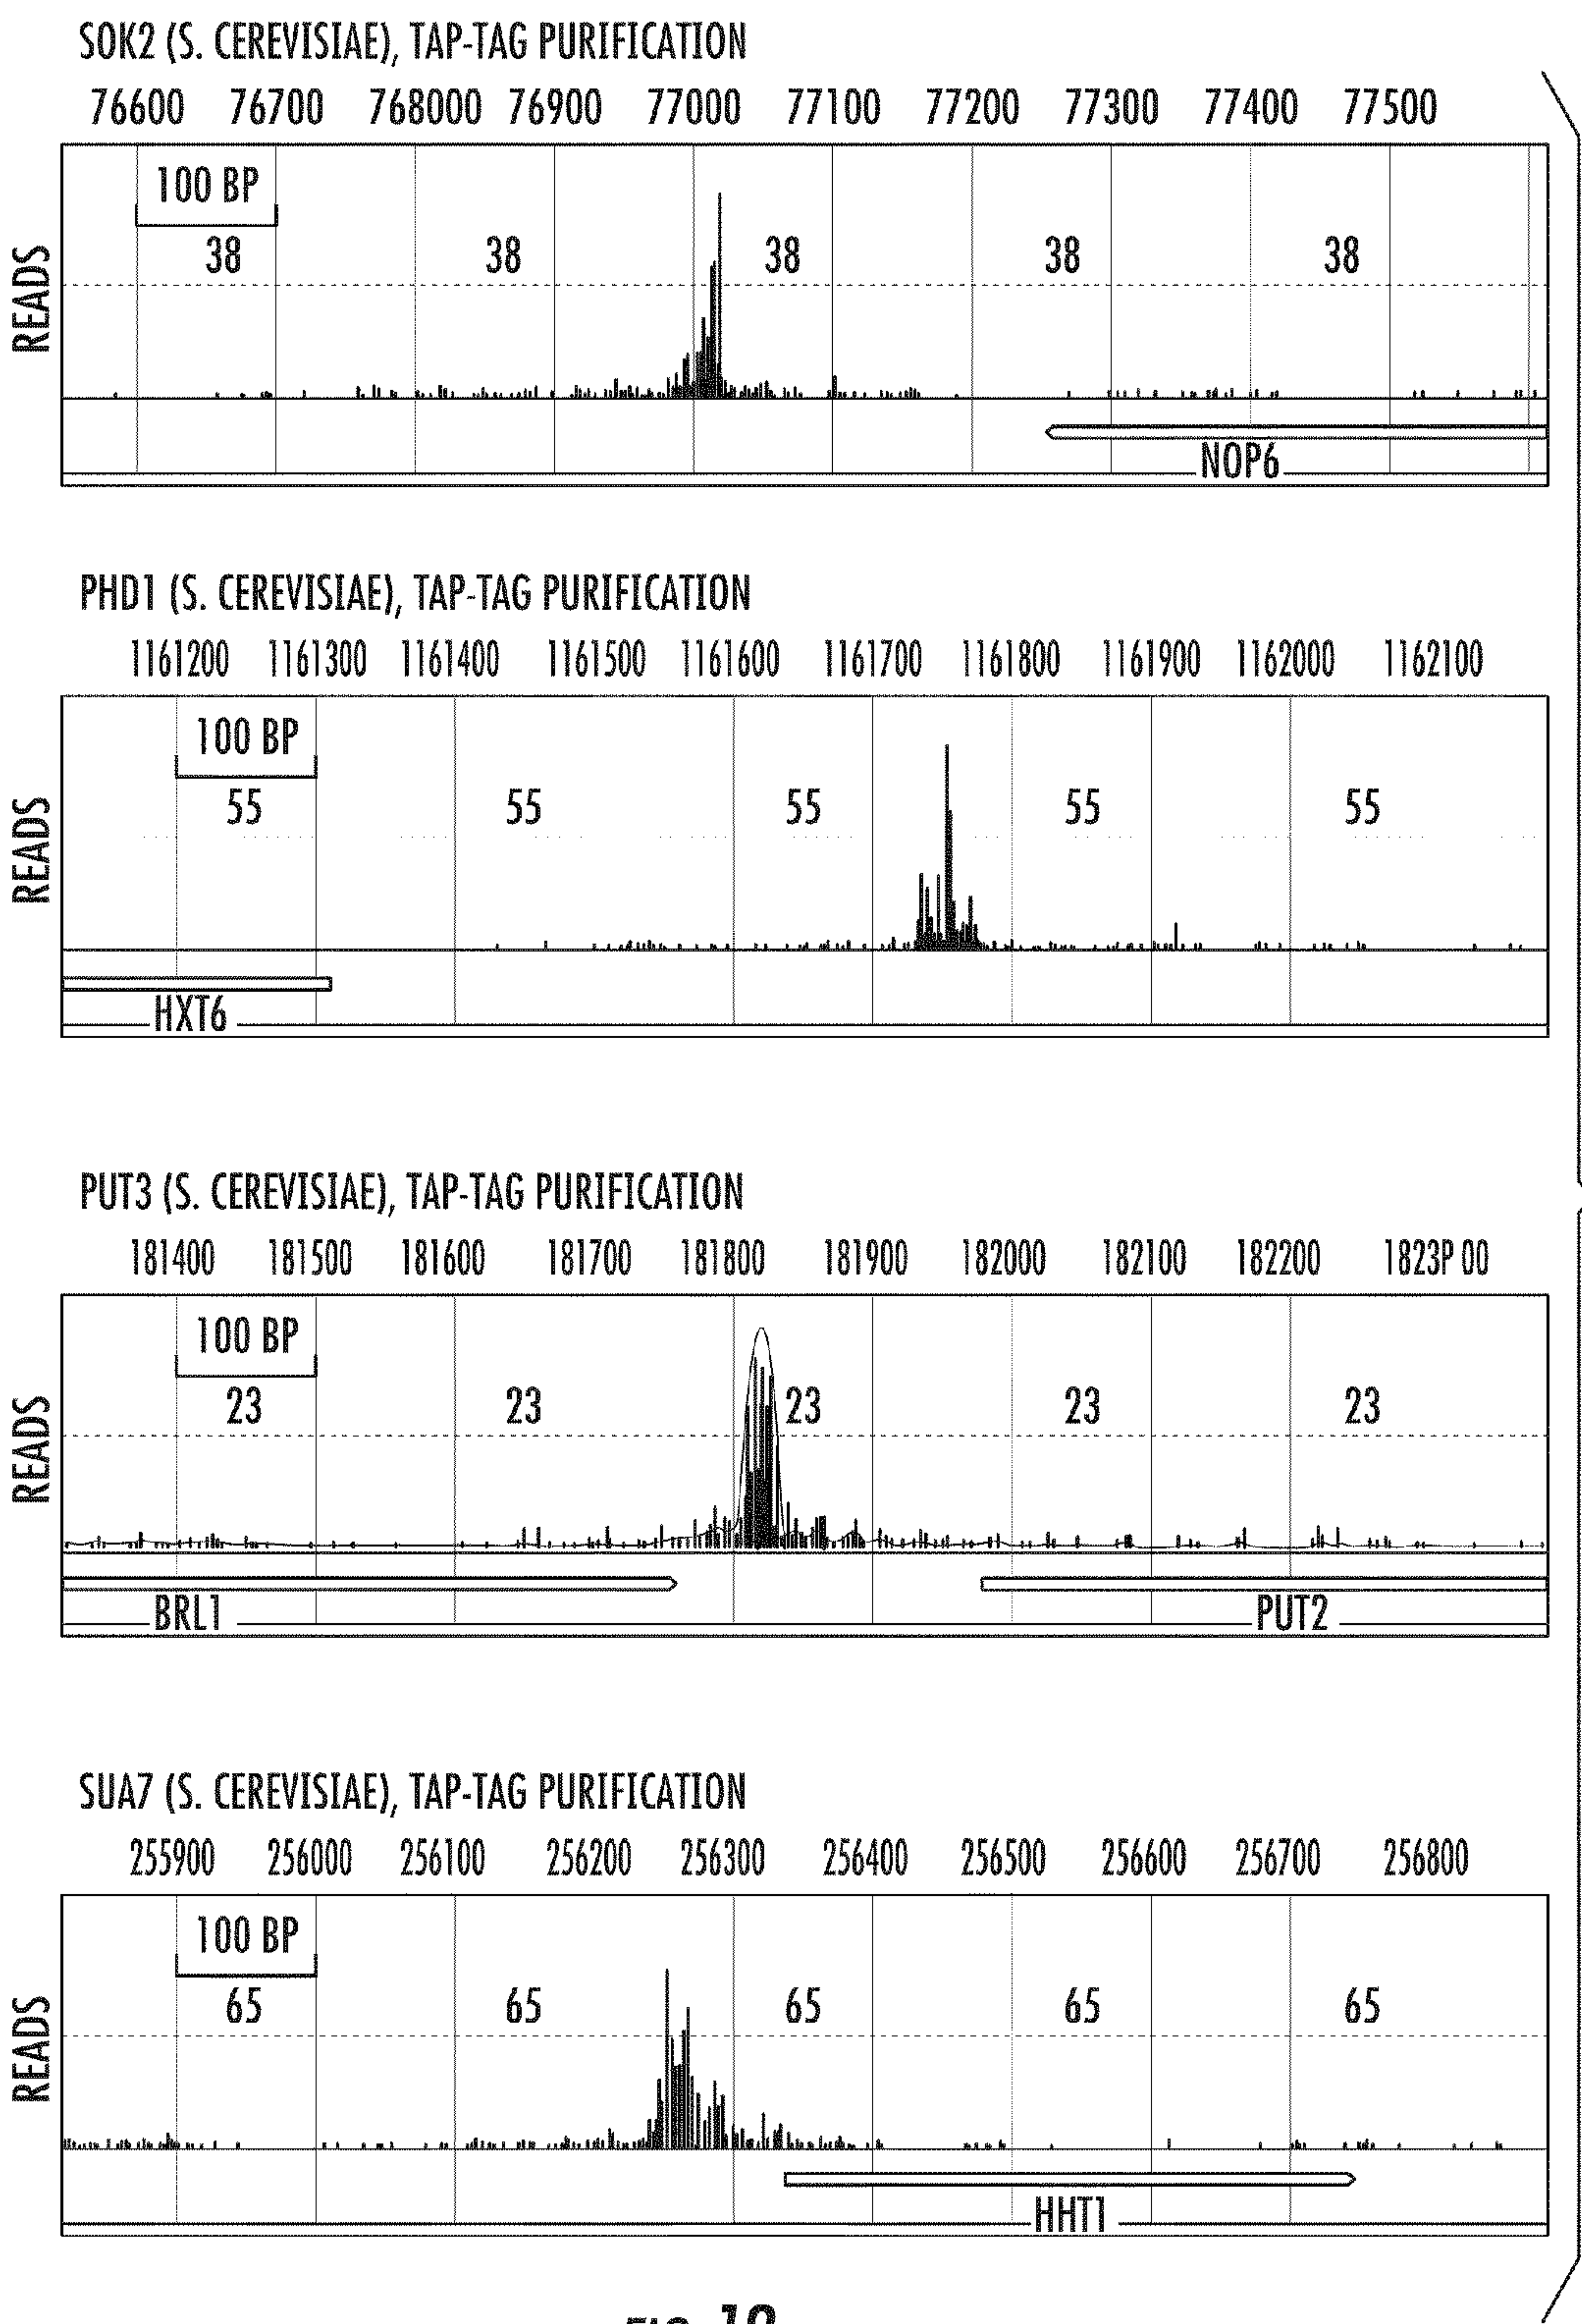 SOK2 (S. CEREVISIAE), TAP-TAG PURIFICATION
76600 76700 768000 76900 77000 77100 77200 77300 77400 77500
100 BP
38 38 38 38 38
READS
NOP6
PHD1 (S. CEREVISIAE), TAP-TAG PURIFICATION
1161200 1161300 1161400 1161500 1161600 1161700 1161800 1161900 1162000 1162100
100 BP
55 55 55 55 55
READS
HXT6
PUT3 (S. CEREVISIAE), TAP-TAG PURIFICATION
181400 181500 181600 181700 181800 181900 182000 182100 182200 1823P 00
100 BP
23 23 23 23 23
READS
BRL1 PUT2
SUA7 (S. CEREVISIAE), TAP-TAG PURIFICATION
255900 256000 256100 256200 256300 256400 256500 256600 256700 256800
100 BP
65 65 65 65 65
READS
HHT1